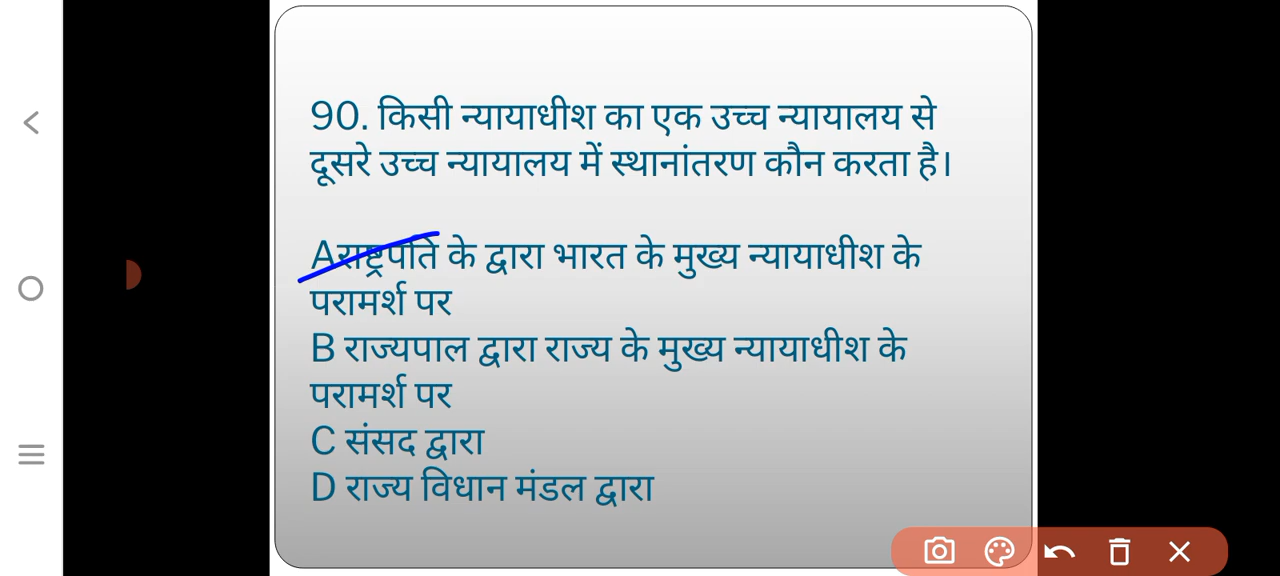 90. किसी न्यायाधीश का एक उच्च न्यायालय से
दूसरे उच्च न्यायालय में स्थानांतरण कौन करता है।
Aराष्ट्रपति के द्वारा भारत के मुख्य न्यायाधीश के
परामर्श पर
B राज्यपाल द्वारा राज्य के मुख्य न्यायाधीश के
परामर्श पर
C संसद द्वारा
D राज्य विधान मंडल द्वारा